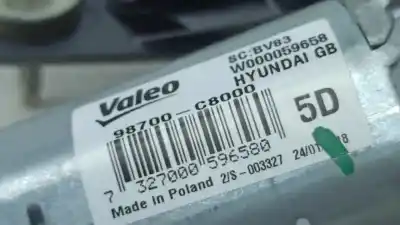 SC:BV83
W000059658
HYUNDAI GB
Valeo
98700-C8000
5D
7 327000 596580
Made in Poland 2/S-003327